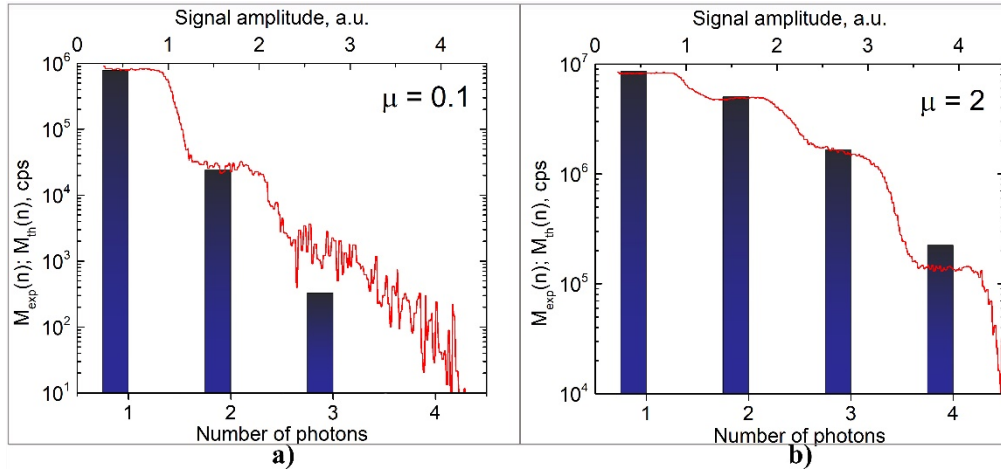 Signal amplitude, a.u.
0 1 2 3 4
10^6
10^5
10^4
10^3
10^2
10^1
M_exp(n); M_th(n), cps
μ = 0.1
1 2 3 4
Number of photons
a)
Signal amplitude, a.u.
0 1 2 3 4
10^7
10^6
10^5
10^4
M_exp(n); M_th(n), cps
μ = 2
1 2 3 4
Number of photons
b)